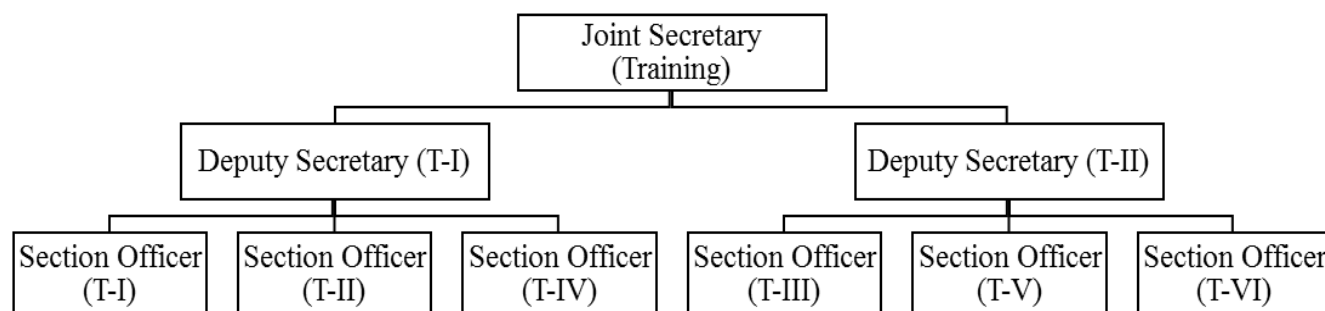 Joint Secretary
(Training)
Deputy Secretary (T-I)
Deputy Secretary (T-II)
Section Officer
(T-I)
Section Officer
(T-II)
Section Officer
(T-IV)
Section Officer
(T-III)
Section Officer
(T-V)
Section Officer
(T-VI)